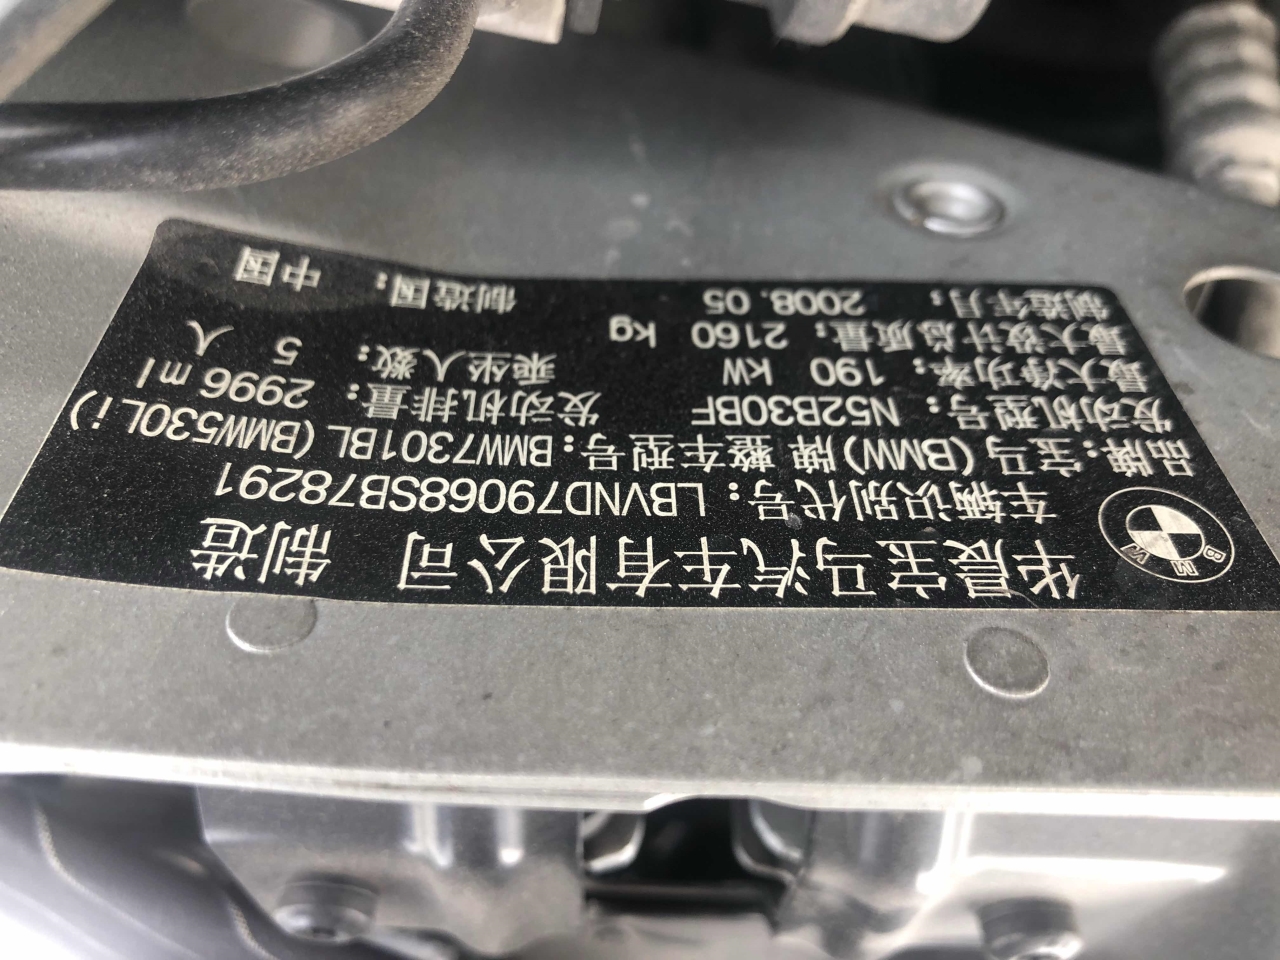 华晨宝马汽车有限公司 制造
车辆识别代号：LBVND79068SB78291
品牌：宝马(BMW)牌 整车型号：BMW7301BL(BMW530Li)
发动机型号：N52B30BF 发动机排量：2996 ml
最大净功率：190 kW 乘坐人数：5 人
最大设计总质量：2160 kg
制造年月：2008.05 制造国：中国
BMW